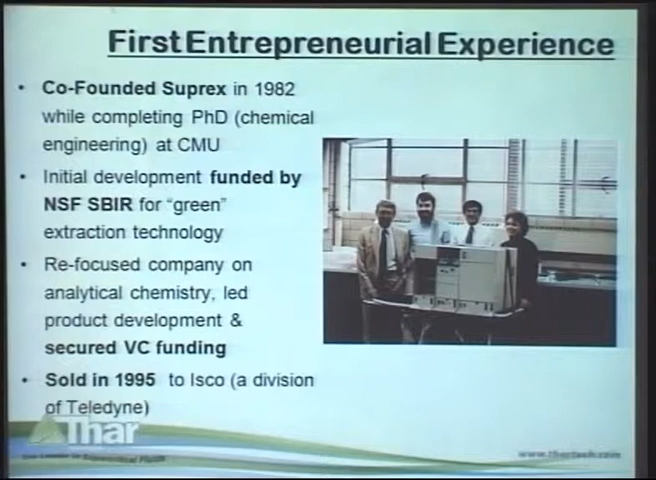 First Entrepreneurial Experience
• Co-Founded Suprex in 1982
while completing PhD (chemical
engineering) at CMU
• Initial development funded by
NSF SBIR for "green"
extraction technology
• Re-focused company on
analytical chemistry, led
product development &
secured VC funding
• Sold in 1995 to Isco (a division
of Teledyne)
Thar
www.thartech.com